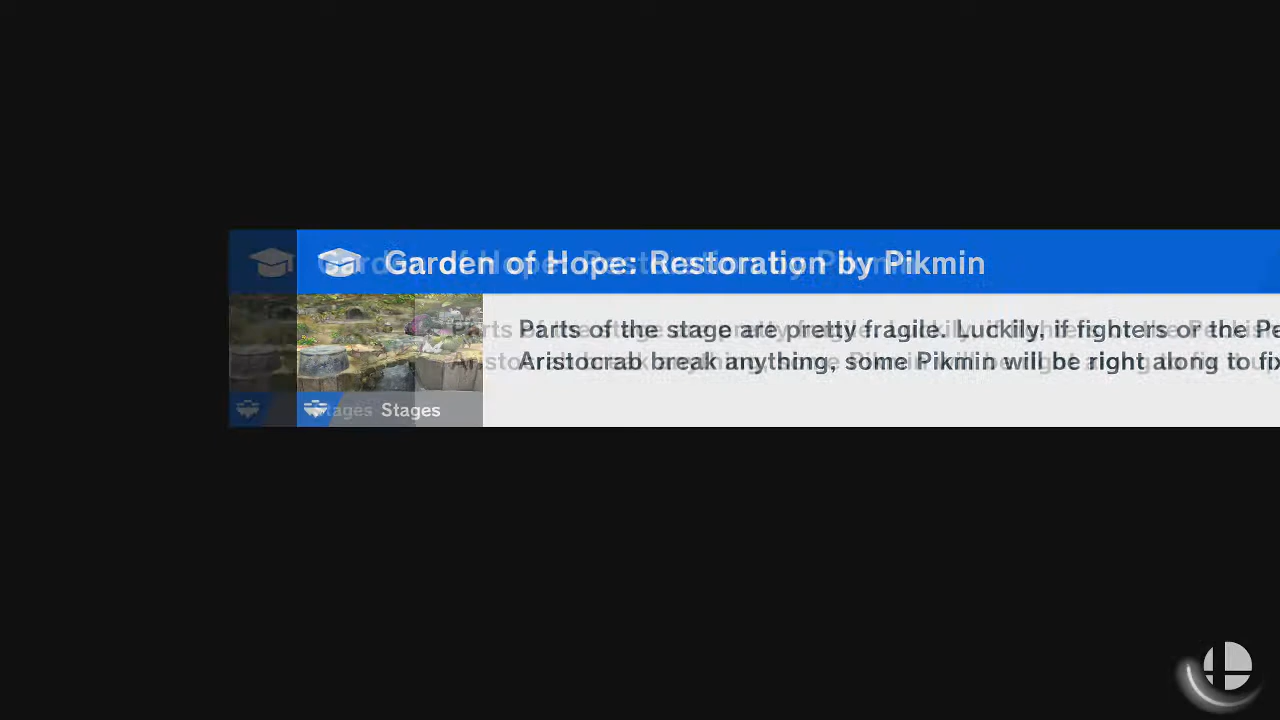 Garden of Hope: Restoration by Pikmin
Parts of the stage are pretty fragile. Luckily, if fighters or the
Aristocrab break anything, some Pikmin will be right along to fix
Stages